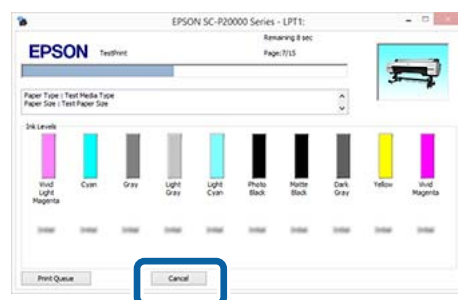 EPSON SC-P20000 Series - LPT1:
Remaining 8 sec
EPSON TestPrint
Page:7/15
Paper Type : Test Media Type
Paper Size : Test Paper Size
Ink Levels
Vivid Light Magenta
Cyan
Gray
Light Gray
Light Cyan
Photo Black
Matte Black
Dark Gray
Yellow
Vivid Magenta
Print Queue
Cancel